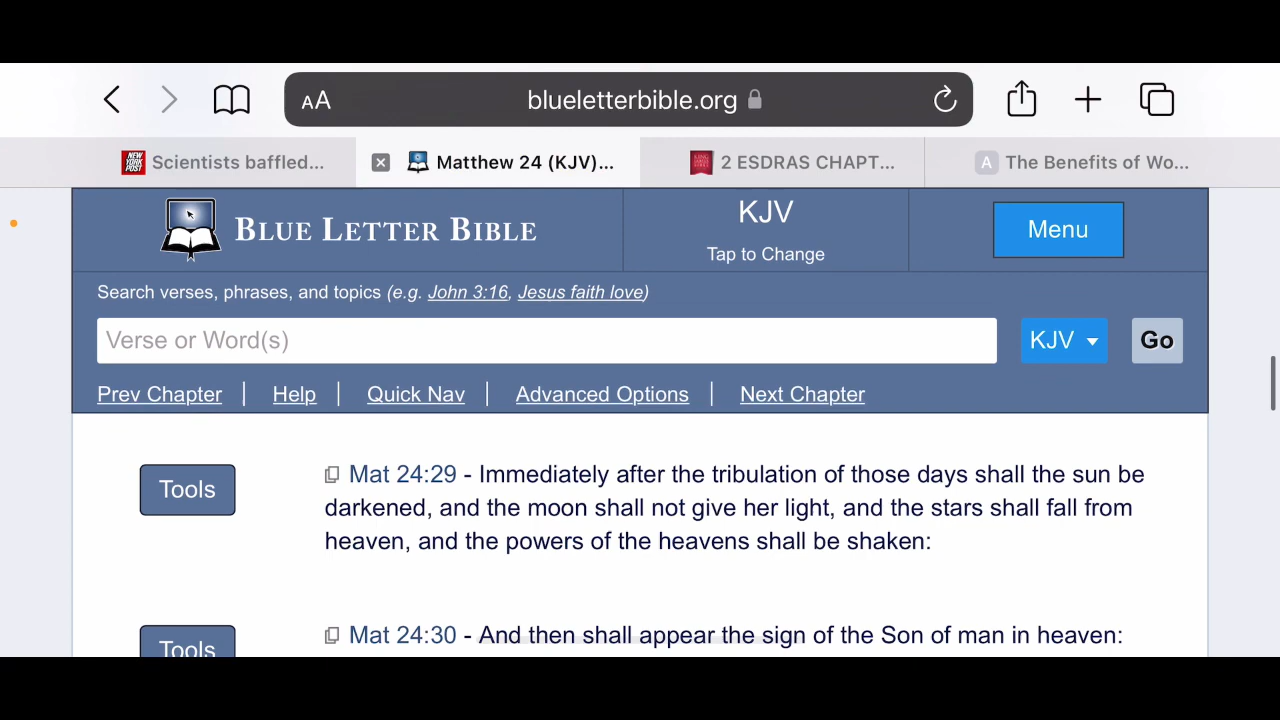 AA blueletterbible.org
NEW YORK POST Scientists baffled... Matthew 24 (KJV)... 2 ESDRAS CHAPT... A The Benefits of Wo...
BLUE LETTER BIBLE KJV Menu
Tap to Change
Search verses, phrases, and topics (e.g. John 3:16, Jesus faith love)
Verse or Word(s) KJV Go
Prev Chapter | Help | Quick Nav | Advanced Options | Next Chapter
Tools Mat 24:29 - Immediately after the tribulation of those days shall the sun be
darkened, and the moon shall not give her light, and the stars shall fall from
heaven, and the powers of the heavens shall be shaken:
Tools Mat 24:30 - And then shall appear the sign of the Son of man in heaven: